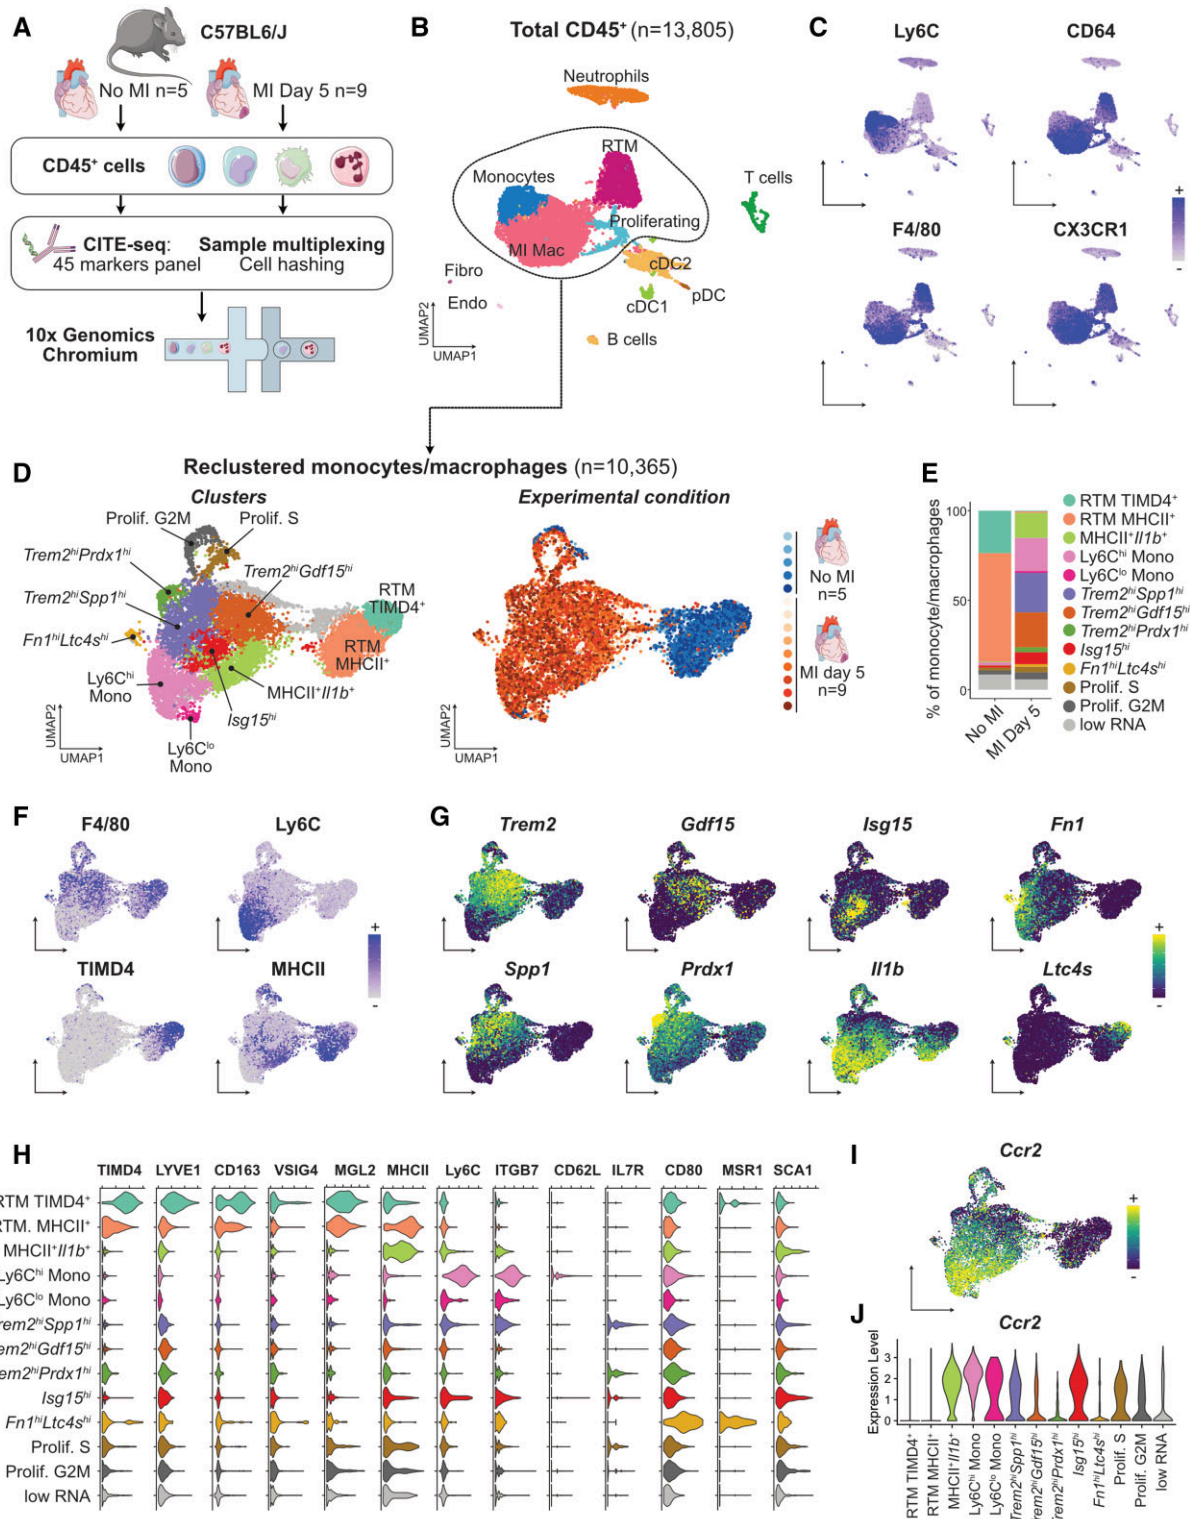 A
C57BL6/J
No MI n=5
MI Day 5 n=9
CD45⁺ cells
CITE-seq:
45 markers panel
Sample multiplexing
Cell hashing
10x Genomics
Chromium
B
Total CD45⁺ (n=13,805)
Neutrophils
RTM
Monocytes
T cells
Proliferating
MI Mac
cDC2
Fibro
pDC
cDC1
Endo
B cells
UMAP2
UMAP1
C
Ly6C
CD64
F4/80
CX3CR1
+
-
D
Reclustered monocytes/macrophages (n=10,365)
Clusters
Experimental condition
Prolif. G2M
Prolif. S
Trem2ʰⁱPrdx1ʰⁱ
Trem2ʰⁱGdf15ʰⁱ
Trem2ʰⁱSpp1ʰⁱ
RTM
TIMD4⁺
Fn1ʰⁱLtc4sʰⁱ
RTM
MHCII⁺
Ly6Cʰⁱ
Mono
MHCII⁺Il1b⁺
Isg15ʰⁱ
Ly6Cˡᵒ
Mono
UMAP2
UMAP1
UMAP2
UMAP1
No MI
n=5
MI day 5
n=9
E
% of monocyte/macrophages
100
50
0
No MI
MI Day 5
RTM TIMD4⁺
RTM MHCII⁺
MHCII⁺Il1b⁺
Ly6Cʰⁱ Mono
Ly6Cˡᵒ Mono
Trem2ʰⁱSpp1ʰⁱ
Trem2ʰⁱGdf15ʰⁱ
Trem2ʰⁱPrdx1ʰⁱ
Isg15ʰⁱ
Fn1ʰⁱLtc4sʰⁱ
Prolif. S
Prolif. G2M
low RNA
F
F4/80
Ly6C
TIMD4
MHCII
+
-
G
Trem2
Gdf15
Isg15
Fn1
Spp1
Prdx1
Il1b
Ltc4s
+
-
H
TIMD4 LYVE1 CD163 VSIG4 MGL2 MHCII Ly6C ITGB7 CD62L IL7R CD80 MSR1 SCA1
RTM TIMD4⁺
RTM. MHCII⁺
MHCII⁺Il1b⁺
Ly6Cʰⁱ Mono
Ly6Cˡᵒ Mono
rem2ʰⁱSpp1ʰⁱ
em2ʰⁱGdf15ʰⁱ
em2ʰⁱPrdx1ʰⁱ
Isg15ʰⁱ
Fn1ʰⁱLtc4sʰⁱ
Prolif. S
Prolif. G2M
low RNA
I
Ccr2
+
-
J
Ccr2
Expression Level
3
2
1
0
RTM TIMD4⁺
RTM MHCII⁺
MHCII⁺Il1b⁺
Ly6Cʰⁱ Mono
Ly6Cˡᵒ Mono
Trem2ʰⁱSpp1ʰⁱ
rem2ʰⁱGdf15ʰⁱ
rem2ʰⁱPrdx1ʰⁱ
Isg15ʰⁱ
Fn1ʰⁱLtc4sʰⁱ
Prolif. S
Prolif. G2M
low RNA